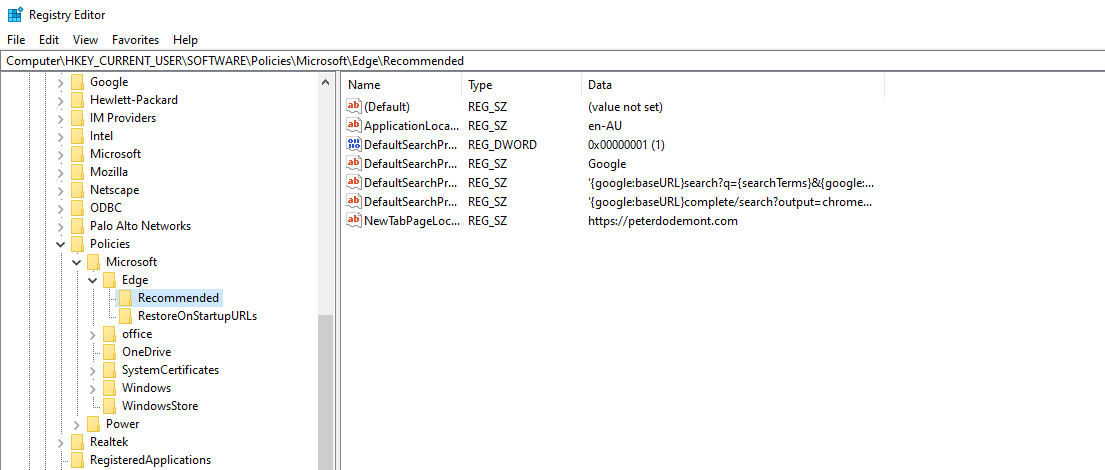 Registry Editor
File Edit View Favorites Help
Computer\HKEY_CURRENT_USER\SOFTWARE\Policies\Microsoft\Edge\Recommended
Google
Hewlett-Packard
IM Providers
Intel
Microsoft
Mozilla
Netscape
ODBC
Palo Alto Networks
Policies
Microsoft
Edge
Recommended
RestoreOnStartupURLs
office
OneDrive
SystemCertificates
Windows
WindowsStore
Power
Realtek
RegisteredApplications
Name Type Data
(Default) REG_SZ (value not set)
ApplicationLoca... REG_SZ en-AU
DefaultSearchPr... REG_DWORD 0x00000001 (1)
DefaultSearchPr... REG_SZ Google
DefaultSearchPr... REG_SZ '{google:baseURL}search?q={searchTerms}&{google:...
DefaultSearchPr... REG_SZ '{google:baseURL}complete/search?output=chrome...
NewTabPageLoc... REG_SZ https://peterdodemont.com